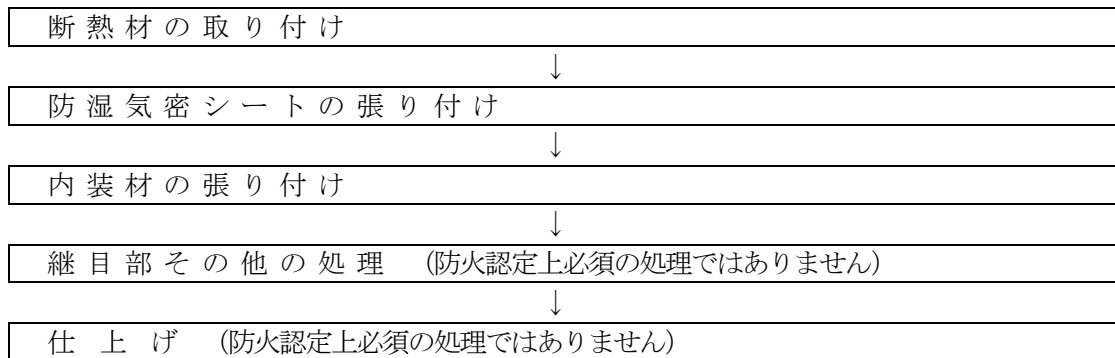 断熱材の取り付け
↓
防湿気密シートの張り付け
↓
内装材の張り付け
↓
継目部その他の処理 (防火認定上必須の処理ではありません)
↓
仕上げ (防火認定上必須の処理ではありません)